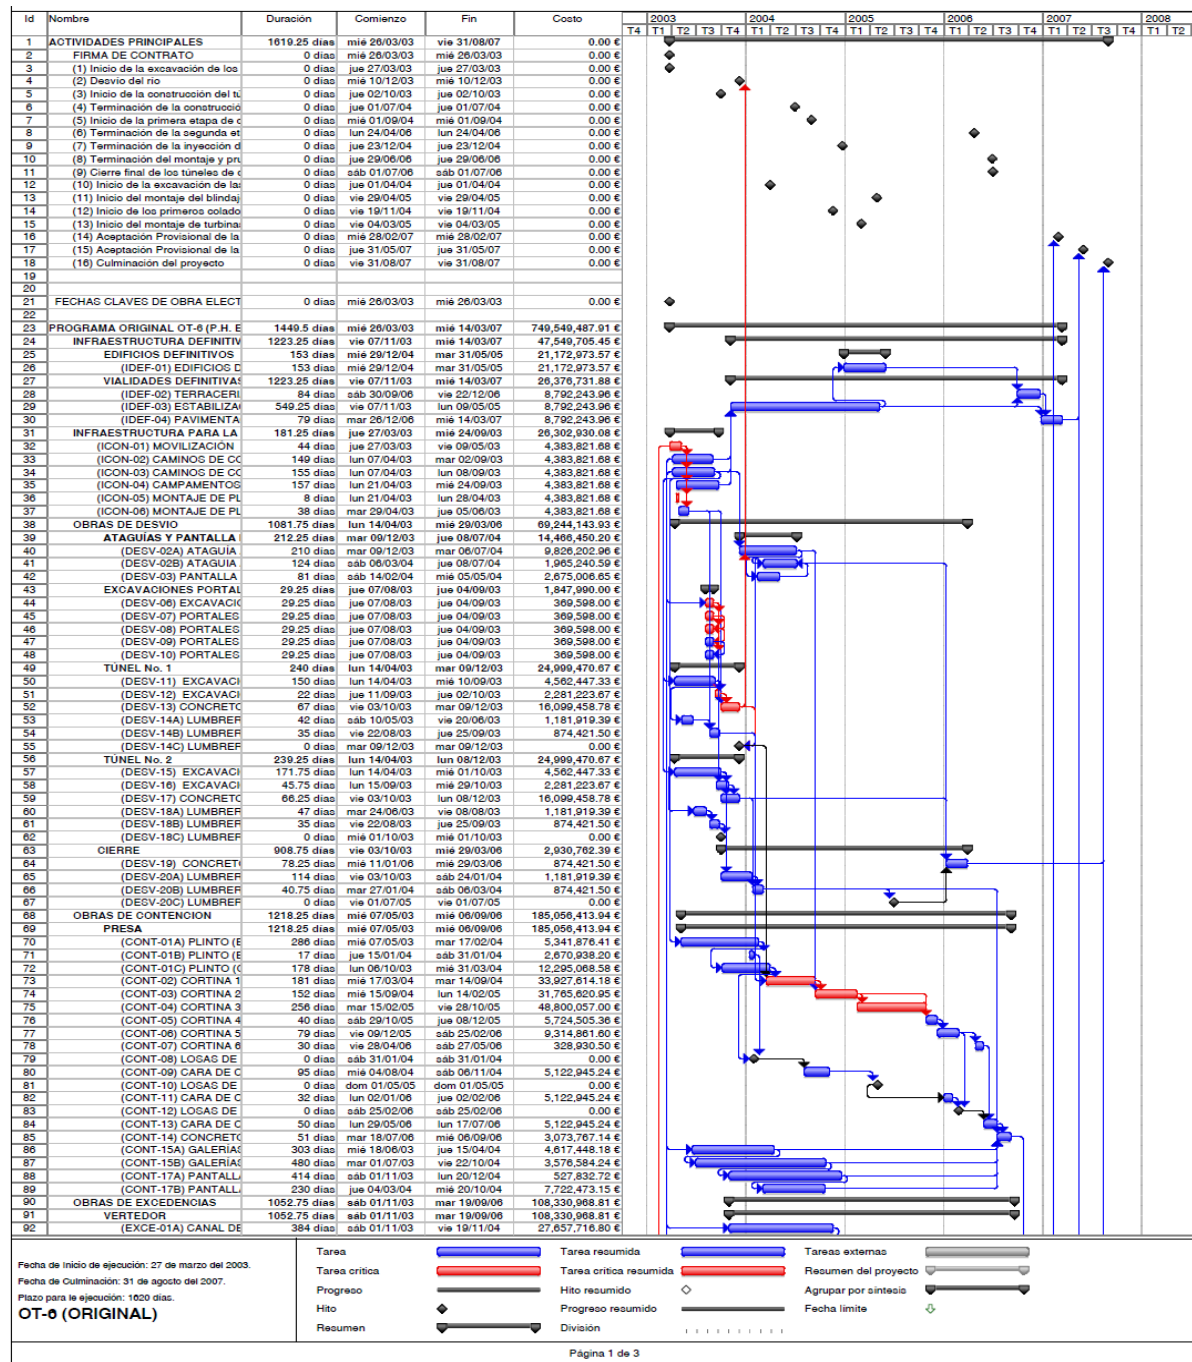 Id Nombre Duración Comienzo Fin Costo 2003 2004 2005 2006 2007 2008
T4 T1 T2 T3 T4 T1 T2 T3 T4 T1 T2 T3 T4 T1 T2 T3 T4 T1 T2 T3 T4 T1 T2
1 ACTIVIDADES PRINCIPALES 1619.25 días mié 26/03/03 vie 31/08/07 0.00 €
2 FIRMA DE CONTRATO 0 días mié 26/03/03 mié 26/03/03 0.00 €
3 (1) Inicio de la excavación de los 0 días jue 27/03/03 jue 27/03/03 0.00 €
4 (2) Desvío del río 0 días mié 10/12/03 mié 10/12/03 0.00 €
5 (3) Inicio de la construcción del tú 0 días jue 02/10/03 jue 02/10/03 0.00 €
6 (4) Terminación de la construcció 0 días jue 01/07/04 jue 01/07/04 0.00 €
7 (5) Inicio de la primera etapa de c 0 días mié 01/09/04 mié 01/09/04 0.00 €
8 (6) Terminación de la segunda et 0 días lun 24/04/06 lun 24/04/06 0.00 €
9 (7) Terminación de la inyección d 0 días jue 23/12/04 jue 23/12/04 0.00 €
10 (8) Terminación del montaje y pru 0 días jue 29/06/06 jue 29/06/06 0.00 €
11 (9) Cierre final de los túneles de c 0 días sáb 01/07/06 sáb 01/07/06 0.00 €
12 (10) Inicio de la excavación de las 0 días jue 01/04/04 jue 01/04/04 0.00 €
13 (11) Inicio del montaje del blindaj 0 días vie 29/04/05 vie 29/04/05 0.00 €
14 (12) Inicio de los primeros colado 0 días vie 19/11/04 vie 19/11/04 0.00 €
15 (13) Inicio del montaje de turbina 0 días vie 04/03/05 vie 04/03/05 0.00 €
16 (14) Aceptación Provisional de la 0 días mié 28/02/07 mié 28/02/07 0.00 €
17 (15) Aceptación Provisional de la 0 días jue 31/05/07 jue 31/05/07 0.00 €
18 (16) Culminación del proyecto 0 días vie 31/08/07 vie 31/08/07 0.00 €
19
20
21 FECHAS CLAVES DE OBRA ELECT 0 días mié 26/03/03 mié 26/03/03 0.00 €
22
23 PROGRAMA ORIGINAL OT-6 (P.H. E 1449.5 días mié 26/03/03 mié 14/03/07 749,549,487.91 €
24 INFRAESTRUCTURA DEFINITIV 1223.25 días vie 07/11/03 mié 14/03/07 47,549,705.45 €
25 EDIFICIOS DEFINITIVOS 153 días mié 29/12/04 mar 31/05/05 21,172,973.57 €
26 (IDEF-01) EDIFICIOS D 153 días mié 29/12/04 mar 31/05/05 21,172,973.57 €
27 VIALIDADES DEFINITIVAS 1223.25 días vie 07/11/03 mié 14/03/07 26,376,731.88 €
28 (IDEF-02) TERRACERI 84 días sáb 30/09/06 vie 22/12/06 8,792,243.96 €
29 (IDEF-03) ESTABILIZA 549.25 días vie 07/11/03 lun 09/05/05 8,792,243.96 €
30 (IDEF-04) PAVIMENTA 79 días mar 26/12/06 mié 14/03/07 8,792,243.96 €
31 INFRAESTRUCTURA PARA LA 181.25 días jue 27/03/03 mié 24/09/03 26,302,930.08 €
32 (ICON-01) MOVILIZACIÓN 44 días jue 27/03/03 vie 09/05/03 4,383,821.68 €
33 (ICON-02) CAMINOS DE CO 149 días lun 07/04/03 mar 02/09/03 4,383,821.68 €
34 (ICON-03) CAMINOS DE CO 155 días lun 07/04/03 lun 08/09/03 4,383,821.68 €
35 (ICON-04) CAMPAMENTOS 157 días lun 21/04/03 mié 24/09/03 4,383,821.68 €
36 (ICON-05) MONTAJE DE PL 8 días lun 21/04/03 lun 28/04/03 4,383,821.68 €
37 (ICON-06) MONTAJE DE PL 38 días mar 29/04/03 jue 05/06/03 4,383,821.68 €
38 OBRAS DE DESVIO 1081.75 días lun 14/04/03 mié 29/03/06 69,244,143.93 €
39 ATAGUÍAS Y PANTALLA 212.25 días mar 09/12/03 jue 08/07/04 14,466,450.20 €
40 (DESV-02A) ATAGUÍA 210 días mar 09/12/03 mar 06/07/04 9,826,202.96 €
41 (DESV-02B) ATAGUÍA 124 días sáb 06/03/04 jue 08/07/04 1,965,240.59 €
42 (DESV-03) PANTALLA 81 días sáb 14/02/04 mié 05/05/04 2,675,006.65 €
43 EXCAVACIONES PORTAL 29.25 días jue 07/08/03 jue 04/09/03 1,847,990.00 €
44 (DESV-06) EXCAVACIO 29.25 días jue 07/08/03 jue 04/09/03 369,598.00 €
45 (DESV-07) PORTALES 29.25 días jue 07/08/03 jue 04/09/03 369,598.00 €
46 (DESV-08) PORTALES 29.25 días jue 07/08/03 jue 04/09/03 369,598.00 €
47 (DESV-09) PORTALES 29.25 días jue 07/08/03 jue 04/09/03 369,598.00 €
48 (DESV-10) PORTALES 29.25 días jue 07/08/03 jue 04/09/03 369,598.00 €
49 TÚNEL No. 1 240 días lun 14/04/03 mar 09/12/03 24,999,470.67 €
50 (DESV-11) EXCAVACI 150 días lun 14/04/03 mié 10/09/03 4,562,447.33 €
51 (DESV-12) EXCAVACI 22 días jue 11/09/03 jue 02/10/03 2,281,223.67 €
52 (DESV-13) CONCRETO 67 días vie 03/10/03 mar 09/12/03 16,099,458.78 €
53 (DESV-14A) LUMBRER 42 días sáb 10/05/03 vie 20/06/03 1,181,919.39 €
54 (DESV-14B) LUMBRER 35 días vie 22/08/03 jue 25/09/03 874,421.50 €
55 (DESV-14C) LUMBRER 0 días mar 09/12/03 mar 09/12/03 0.00 €
56 TÚNEL No. 2 239.25 días lun 14/04/03 lun 08/12/03 24,999,470.67 €
57 (DESV-15) EXCAVACI 171.75 días lun 14/04/03 mié 01/10/03 4,562,447.33 €
58 (DESV-16) EXCAVACI 45.75 días lun 15/09/03 mié 29/10/03 2,281,223.67 €
59 (DESV-17) CONCRETO 66.25 días vie 03/10/03 lun 08/12/03 16,099,458.78 €
60 (DESV-18A) LUMBRER 47 días mar 24/06/03 vie 08/08/03 1,181,919.39 €
61 (DESV-18B) LUMBRER 35 días vie 22/08/03 jue 25/09/03 874,421.50 €
62 (DESV-18C) LUMBRER 0 días mié 01/10/03 mié 01/10/03 0.00 €
63 CIERRE 908.75 días vie 03/10/03 mié 29/03/06 2,930,762.39 €
64 (DESV-19) CONCRETO 78.25 días mié 11/01/06 mié 29/03/06 874,421.50 €
65 (DESV-20A) LUMBRER 114 días vie 03/10/03 sáb 24/01/04 1,181,919.39 €
66 (DESV-20B) LUMBRER 40.75 días mar 27/01/04 sáb 06/03/04 874,421.50 €
67 (DESV-20C) LUMBRER 0 días vie 01/07/05 vie 01/07/05 0.00 €
68 OBRAS DE CONTENCION 1218.25 días mié 07/05/03 mié 06/09/06 185,056,413.94 €
69 PRESA 1218.25 días mié 07/05/03 mié 06/09/06 185,056,413.94 €
70 (CONT-01A) PLINTO (E 286 días mié 07/05/03 mar 17/02/04 5,341,876.41 €
71 (CONT-01B) PLINTO (E 17 días jue 15/01/04 sáb 31/01/04 2,670,938.20 €
72 (CONT-01C) PLINTO (C 178 días lun 06/10/03 mié 31/03/04 12,295,068.58 €
73 (CONT-02) CORTINA 1 181 días mié 17/03/04 mar 14/09/04 33,927,614.18 €
74 (CONT-03) CORTINA 2 152 días mié 15/09/04 lun 14/02/05 31,765,620.95 €
75 (CONT-04) CORTINA 3 256 días mar 15/02/05 vie 28/10/05 48,800,057.00 €
76 (CONT-05) CORTINA 4 40 días sáb 29/10/05 jue 08/12/05 5,724,505.36 €
77 (CONT-06) CORTINA 5 79 días vie 09/12/05 sáb 25/02/06 9,314,861.60 €
78 (CONT-07) CORTINA 6 30 días vie 28/04/06 sáb 27/05/06 328,930.50 €
79 (CONT-08) LOSAS DE 0 días sáb 31/01/04 sáb 31/01/04 0.00 €
80 (CONT-09) CARA DE C 95 días mié 04/08/04 sáb 06/11/04 5,122,945.24 €
81 (CONT-10) LOSAS DE 0 días dom 01/05/05 dom 01/05/05 0.00 €
82 (CONT-11) CARA DE C 32 días lun 02/01/06 jue 02/02/06 5,122,945.24 €
83 (CONT-12) LOSAS DE 0 días sáb 25/02/06 sáb 25/02/06 0.00 €
84 (CONT-13) CARA DE C 50 días lun 29/05/06 lun 17/07/06 5,122,945.24 €
85 (CONT-14) CONCRETO 51 días mar 18/07/06 mié 06/09/06 3,073,767.14 €
86 (CONT-15A) GALERÍAS 303 días mié 18/06/03 jue 15/04/04 4,617,448.18 €
87 (CONT-15B) GALERÍAS 480 días mar 01/07/03 vie 22/10/04 3,576,584.24 €
88 (CONT-17A) PANTALLA 414 días sáb 01/11/03 lun 20/12/04 527,832.72 €
89 (CONT-17B) PANTALLA 230 días jue 04/03/04 mié 20/10/04 7,722,473.15 €
90 OBRAS DE EXCEDENCIAS 1052.75 días sáb 01/11/03 mar 19/09/06 108,330,968.81 €
91 VERTEDOR 1052.75 días sáb 01/11/03 mar 19/09/06 108,330,968.81 €
92 (EXCE-01A) CANAL DE 384 días sáb 01/11/03 vie 19/11/04 27,657,716.80 €
Fecha de Inicio de ejecución: 27 de marzo del 2003.
Fecha de Culminación: 31 de agosto del 2007.
Plazo para le ejecución: 1620 días.
OT-6 (ORIGINAL)
Tarea Tarea resumida Tareas externas
Tarea crítica Tarea crítica resumida Resumen del proyecto
Progreso Hito resumido Agrupar por síntesis
Hito Progreso resumido Fecha límite
Resumen División
Página 1 de 3